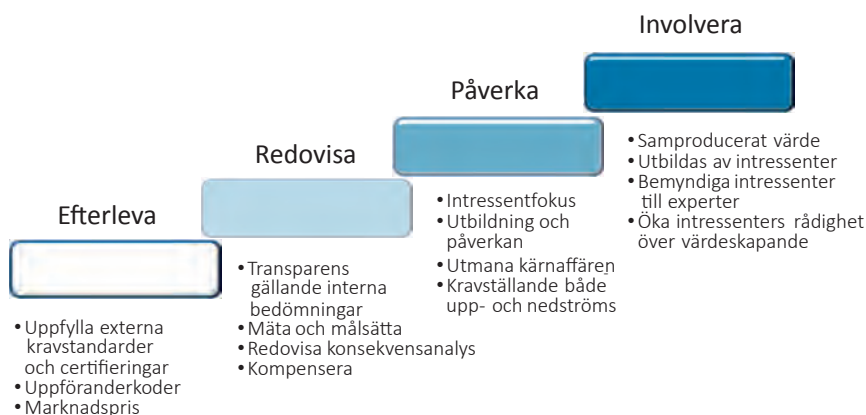 Efterleva
• Uppfylla externa
kravstandarder
och certifieringar
• Uppföranderkoder
• Marknadspris
Redovisa
• Transparens
gällande interna
bedömningar
• Mäta och målsätta
• Redovisa konsekvensanalys
• Kompensera
Påverka
• Intressentfokus
• Utbildning och
påverkan
• Utmana kärnaffären
• Kravställande både
upp- och nedströms
Involvera
• Samproducerat värde
• Utbildas av intressenter
• Bemyndiga intressenter
till experter
• Öka intressenters rådighet
över värdeskapande